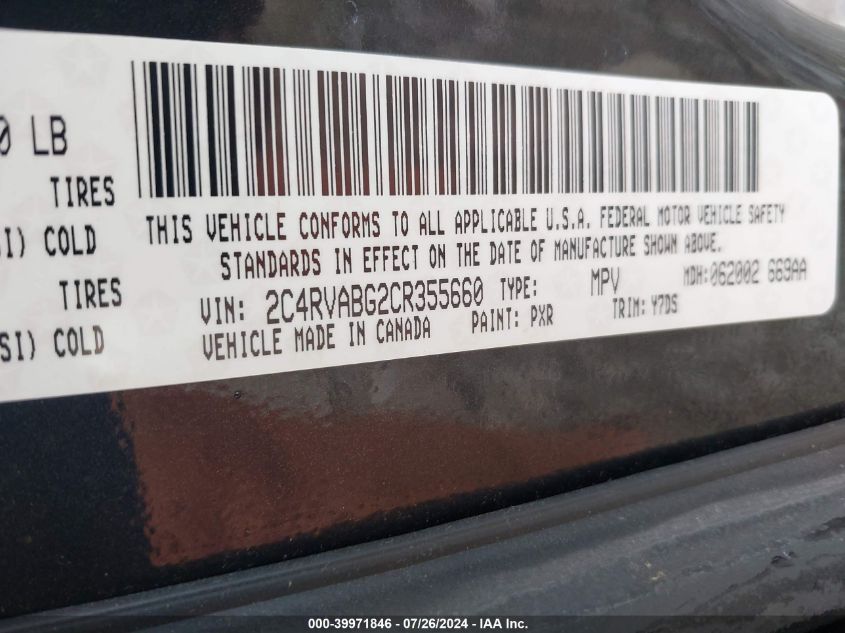 0 LB
TIRES
SI) COLD
TIRES
SI) COLD
THIS VEHICLE CONFORMS TO ALL APPLICABLE U.S.A. FEDERAL MOTOR VEHICLE SAFETY
STANDARDS IN EFFECT ON THE DATE OF MANUFACTURE SHOWN ABOVE.
VIN: 2C4RVABG2CR355660 TYPE: MPV MDH:062002 669AA
VEHICLE MADE IN CANADA PAINT: PXR TRIM: Y7DS
000-39971846 / 07/26/2024 - IAA Inc.